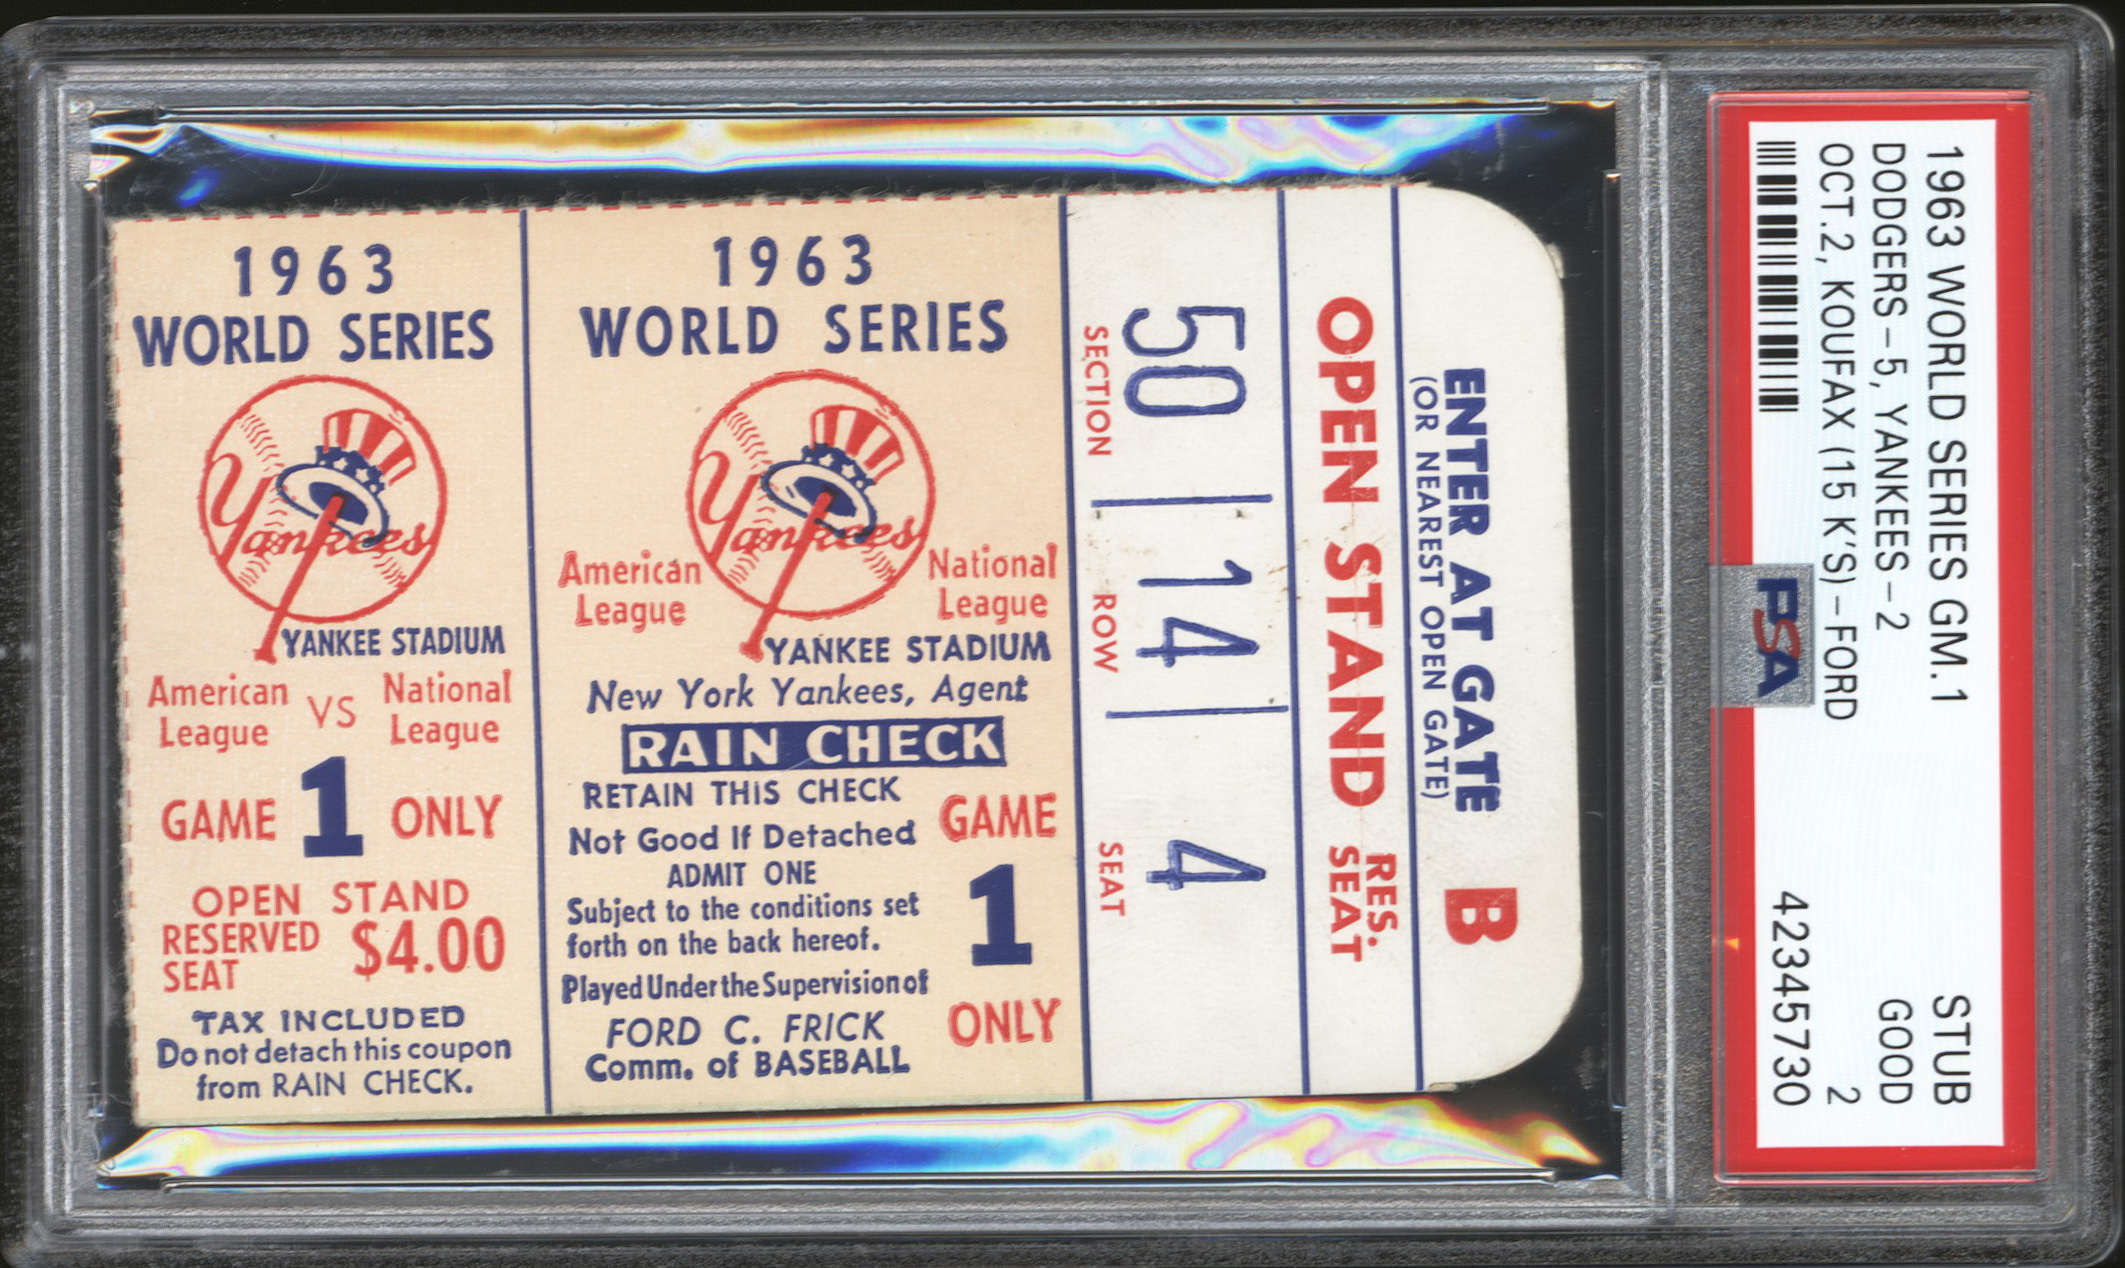 1963
WORLD SERIES
Yankees
YANKEE STADIUM
American League VS National League
GAME 1 ONLY
OPEN STAND
RESERVED SEAT $4.00
TAX INCLUDED
Do not detach this coupon
from RAIN CHECK.
1963
WORLD SERIES
Yankees
American League
National League
YANKEE STADIUM
New York Yankees, Agent
RAIN CHECK
RETAIN THIS CHECK
Not Good If Detached
ADMIT ONE
Subject to the conditions set
forth on the back hereof.
Played Under the Supervision of
FORD C. FRICK
Comm. of BASEBALL
GAME
1
ONLY
50 14 4
SECTION ROW SEAT
OPEN STAND RES. SEAT
ENTER AT GATE B
(OR NEAREST OPEN GATE)
1963 WORLD SERIES GM.1 STUB
DODGERS-5, YANKEES-2 GOOD
OCT.2, KOUFAX (15 K'S)-FORD 2
PSA 42345730